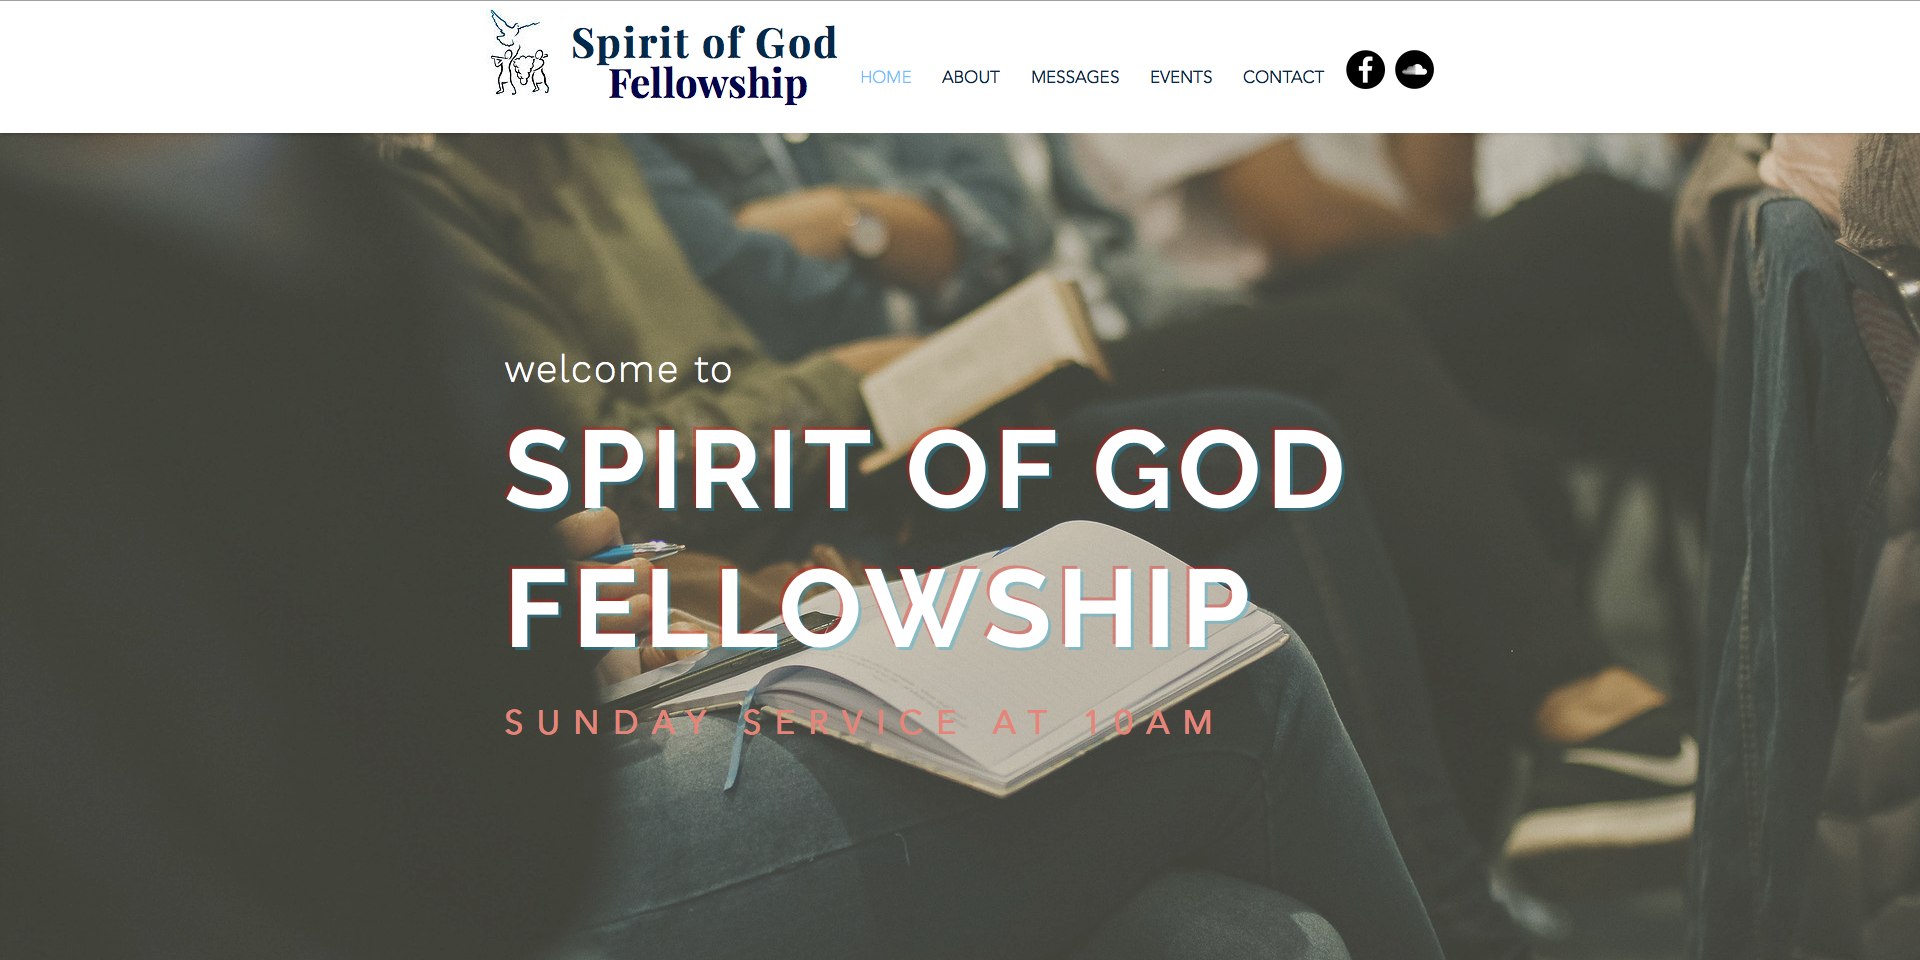 Spirit of God
Fellowship
HOME ABOUT MESSAGES EVENTS CONTACT
welcome to
SPIRIT OF GOD
FELLOWSHIP
SUNDAY SERVICE AT 10AM